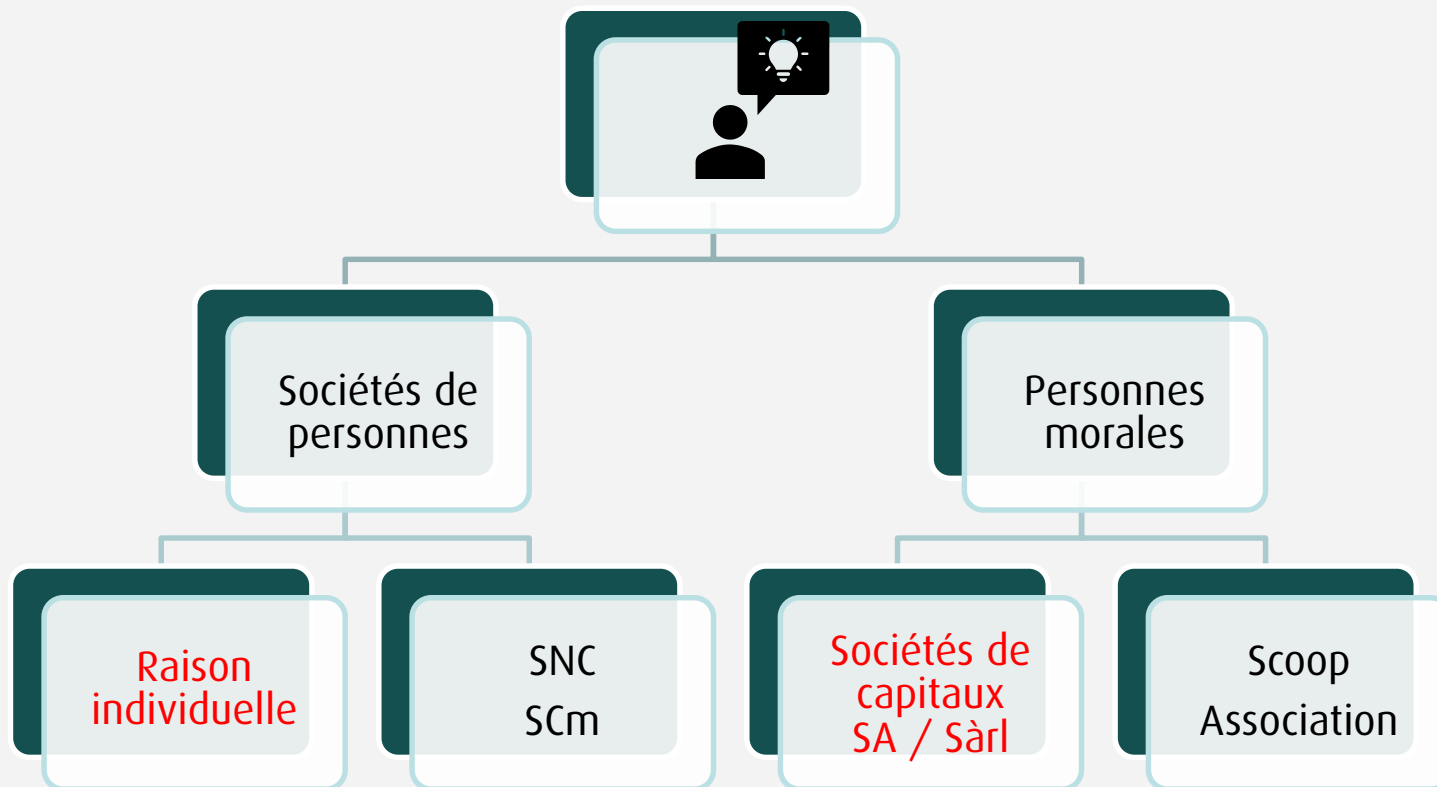 Sociétés de
personnes
Personnes
morales
Raison
individuelle
SNC
SCm
Sociétés de
capitaux
SA / Sàrl
Scoop
Association